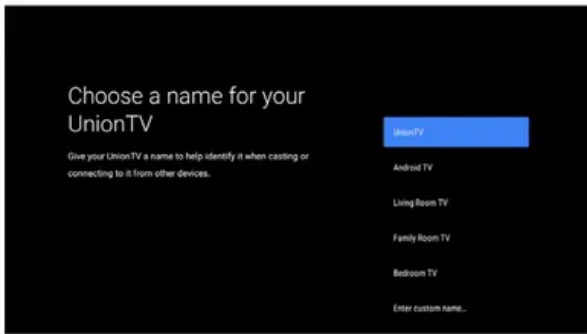 Choose a name for your
UnionTV
Give your UnionTV a name to help identify it when casting or
connecting to it from other devices.
UnionTV
Android TV
Living Room TV
Family Room TV
Bedroom TV
Enter custom name...